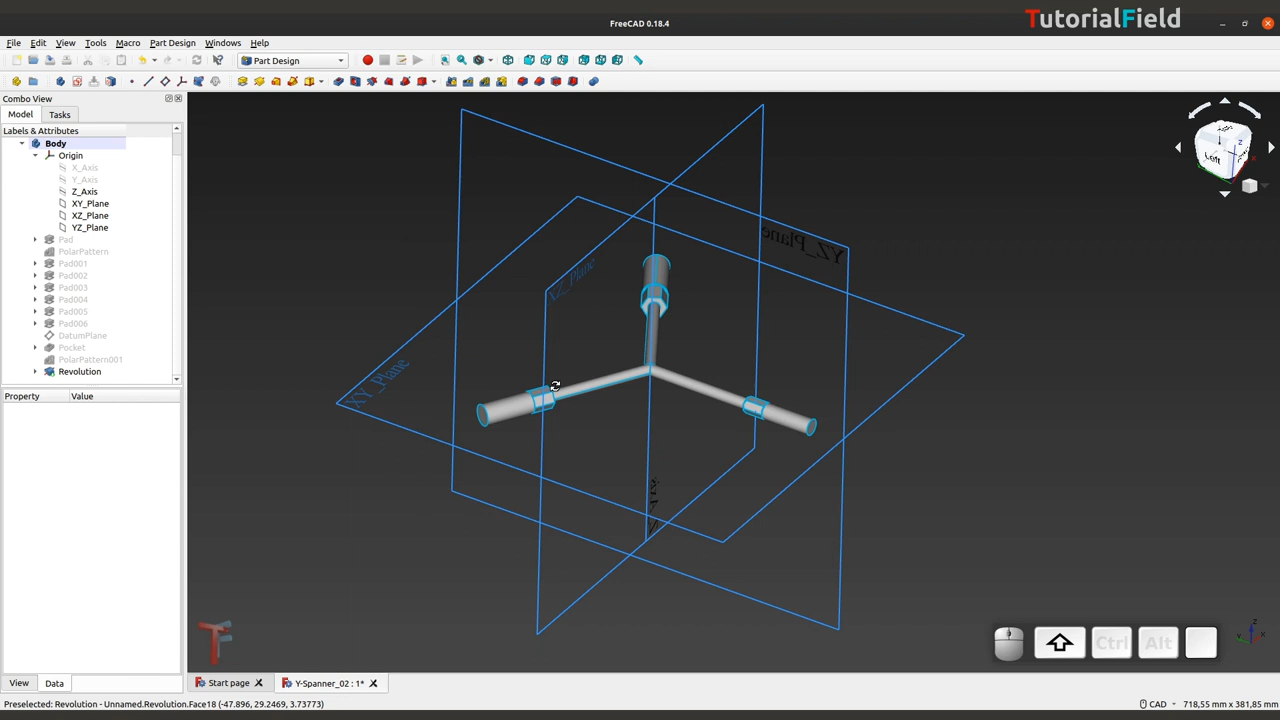 FreeCAD 0.18.4
TutorialField
File Edit View Tools Macro Part Design Windows Help
Part Design
Combo View
Model Tasks
Labels & Attributes
Body
Origin
X_Axis
Y_Axis
Z_Axis
XY_Plane
XZ_Plane
YZ_Plane
Pad
PolarPattern
Pad001
Pad002
Pad003
Pad004
Pad005
Pad006
DatumPlane
Pocket
PolarPattern001
Revolution
Property Value
YZ_Plane
XZ_Plane
XY_Plane
Left
Z
Ctrl Alt
View Data
Start page Y-Spanner_02 : 1*
Preselected: Revolution - Unnamed.Revolution.Face18 (-47.896, 29.2469, 3.73773)
CAD 718,55 mm x 381,85 mm